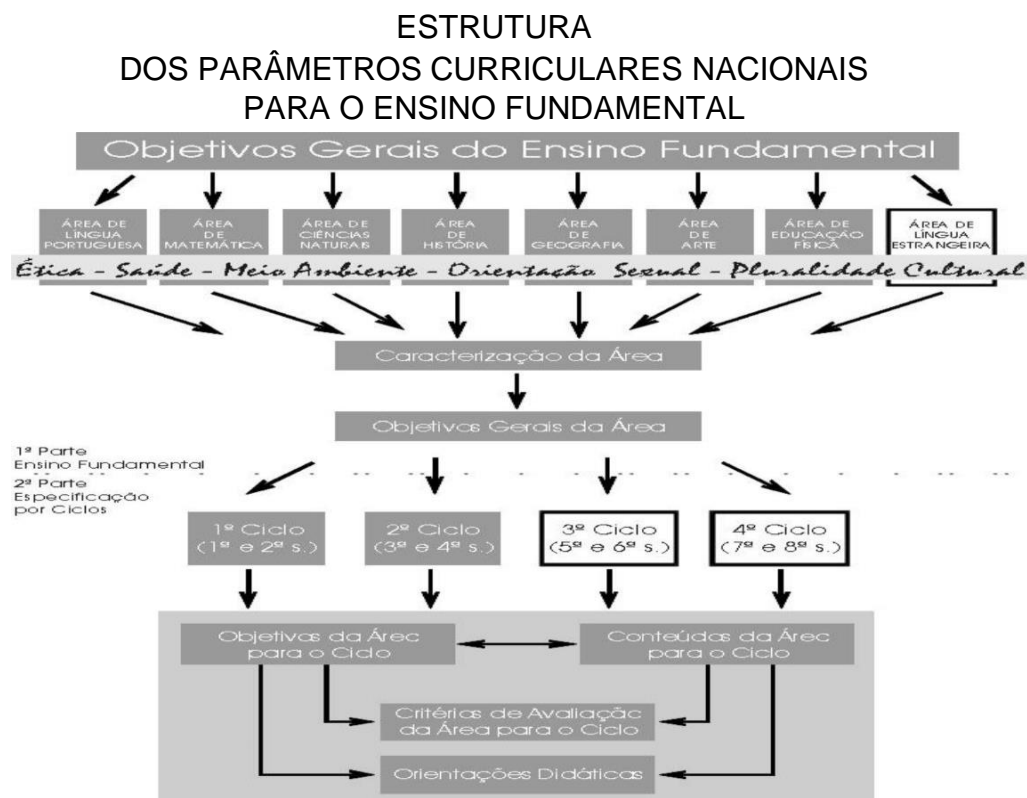 ESTRUTURA
DOS PARÂMETROS CURRICULARES NACIONAIS
PARA O ENSINO FUNDAMENTAL
Objetivos Gerais do Ensino Fundamental
ÁREA DE
LÍNGUA
PORTUGUESA
ÁREA
DE
MATEMÁTICA
ÁREA DE
CIÊNCIAS
NATURAIS
ÁREA
DE
HISTÓRIA
ÁREA
DE
GEOGRAFIA
ÁREA
DE
ARTE
ÁREA DE
EDUCAÇÃO
FÍSICA
ÁREA DE
LÍNGUA
ESTRANGEIRA
Ética - Saúde - Meio Ambiente - Orientação Sexual - Pluralidade Cultural
Caracterização da Área
Objetivos Gerais da Área
1ª Parte
Ensino Fundamental
2ª Parte
Especificação
por Ciclos
1º Ciclo
(1ª e 2ª s.)
2º Ciclo
(3ª e 4ª s.)
3º Ciclo
(5ª e 6ª s.)
4º Ciclo
(7ª e 8ª s.)
Objetivos da Área
para o Ciclo
Conteúdos da Área
para o Ciclo
Critérios de Avaliação
da Área para o Ciclo
Orientações Didáticas